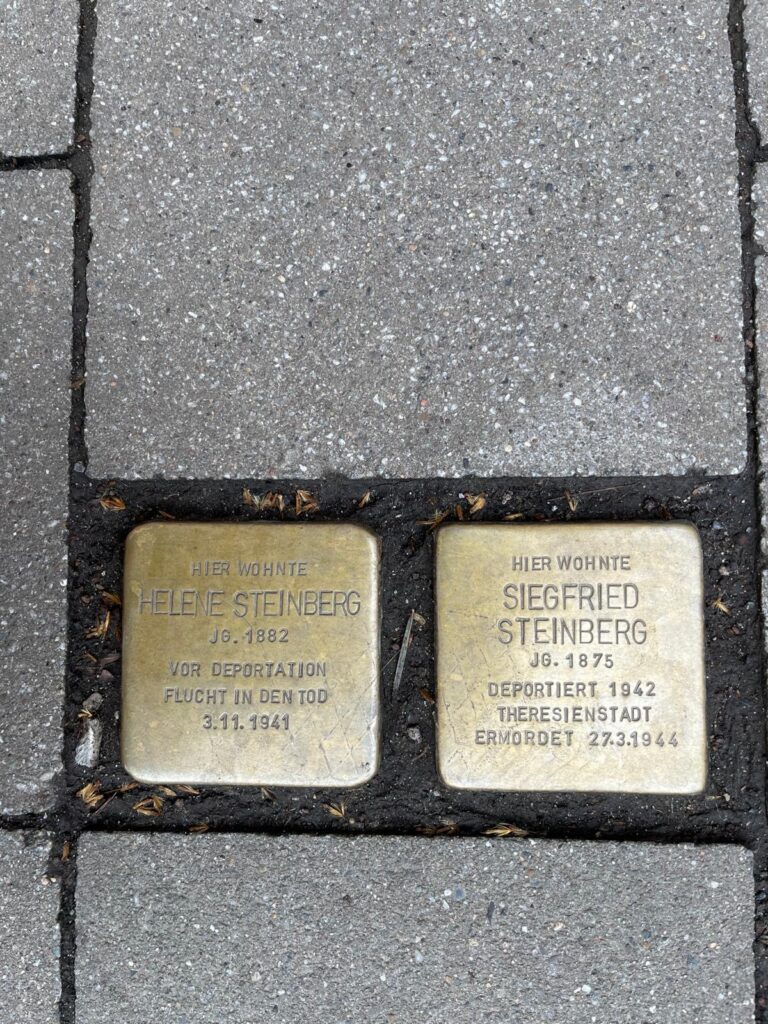 HIER WOHNTE
HELENE STEINBERG
JG. 1882
VOR DEPORTATION
FLUCHT IN DEN TOD
3.11.1941
HIER WOHNTE
SIEGFRIED
STEINBERG
JG. 1875
DEPORTIERT 1942
THERESIENSTADT
ERMORDET 27.3.1944